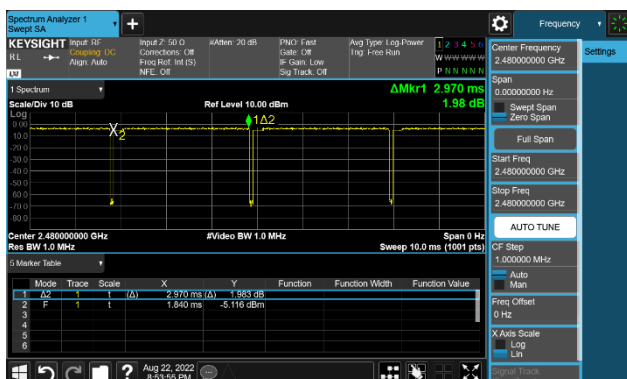 Spectrum Analyzer 1
Swept SA
Frequency
KEYSIGHT
RL
Input: RF
Coupling: DC
Align: Auto
Input Z: 50 Ω
Corrections: Off
Freq Ref: Int (S)
NFE: Off
#Atten: 20 dB
PNO: Fast
Gate: Off
IF Gain: Low
Sig Track: Off
Avg Type: Log-Power
Trig: Free Run
1 2 3 4 5 6
W W W W W W
P N N N N N
LW
1 Spectrum
Scale/Div 10 dB
Ref Level 10.00 dBm
ΔMkr1 2.970 ms
1.98 dB
Log
0.00
-10.0
-20.0
-30.0
-40.0
-50.0
-60.0
-70.0
-80.0
X2
1Δ2
Center 2.480000000 GHz
Res BW 1.0 MHz
#Video BW 1.0 MHz
Span 0 Hz
Sweep 10.0 ms (1001 pts)
5 Marker Table
Mode Trace Scale X Y Function Function Width Function Value
1 Δ2 1 t (Δ) 2.970 ms (Δ) 1.983 dB
2 F 1 t 1.840 ms -5.116 dBm
3
4
5
6
?
Aug 22, 2022
8:53:55 PM
Center Frequency
2.480000000 GHz
Settings
Span
0.00000000 Hz
Swept Span
Zero Span
Full Span
Start Freq
2.480000000 GHz
Stop Freq
2.480000000 GHz
AUTO TUNE
CF Step
1.000000 MHz
Auto
Man
Freq Offset
0 Hz
X Axis Scale
Log
Lin
Signal Track